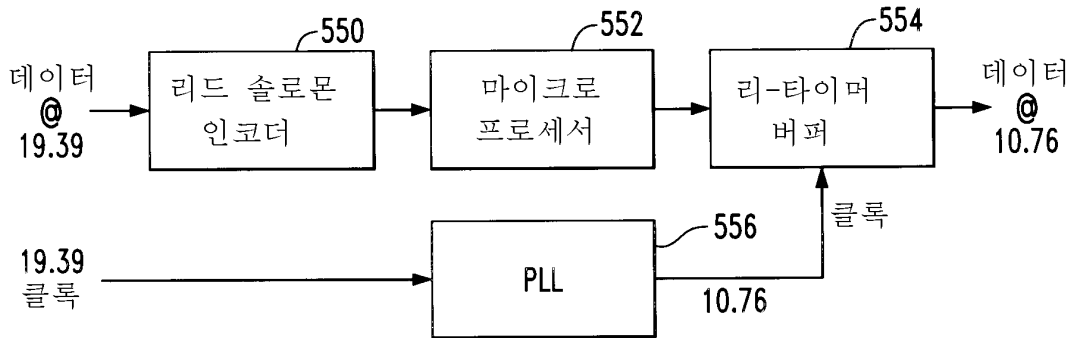 550
552
554
데이터
@
19.39
리드 솔로몬
인코더
마이크로
프로세서
리-타이머
버퍼
데이터
@
10.76
클록
556
19.39
클록
PLL
10.76